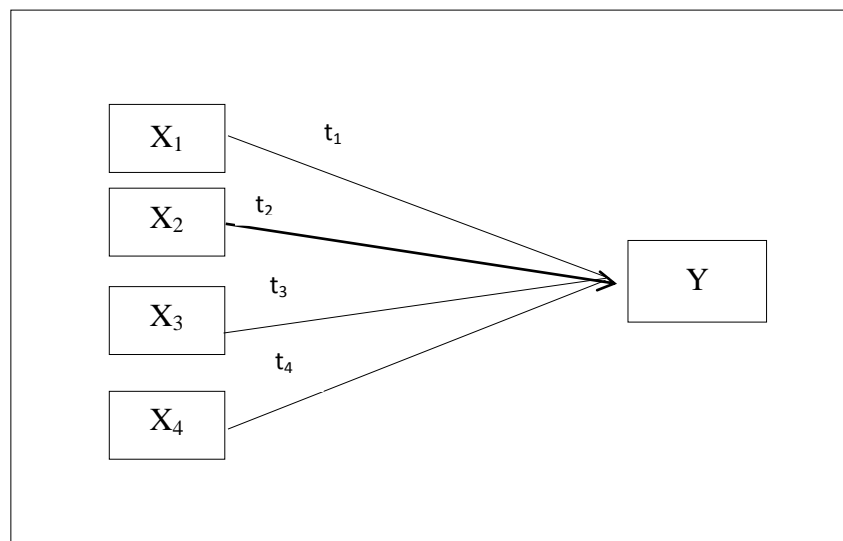 t₁
X₁
t₂
X₂
Y
t₃
X₃
t₄
X₄